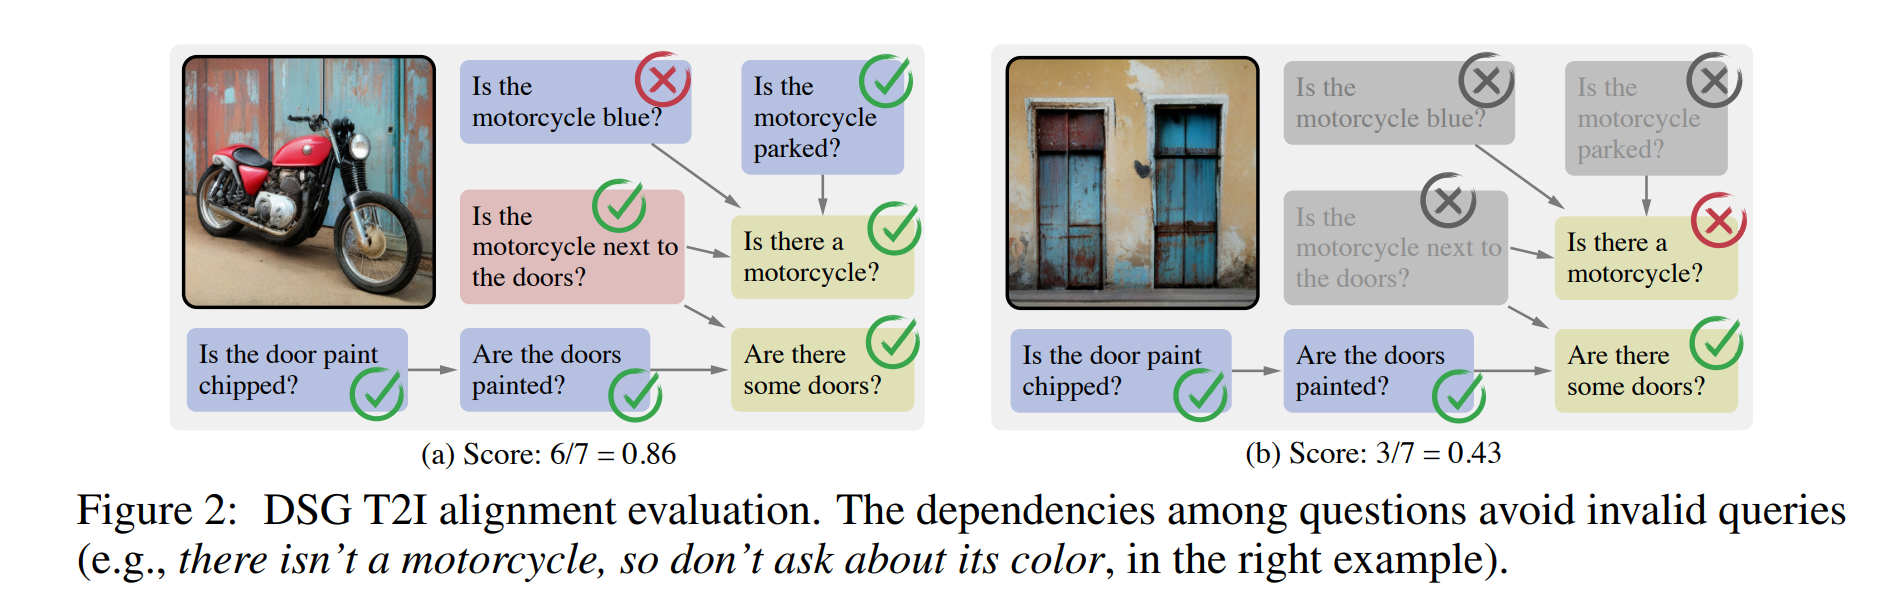 Is the
motorcycle blue?
Is the
motorcycle
parked?
Is the
motorcycle next to
the doors?
Is there a
motorcycle?
Is the door paint
chipped?
Are the doors
painted?
Are there
some doors?
(a) Score: 6/7 = 0.86
Is the
motorcycle blue?
Is the
motorcycle
parked?
Is the
motorcycle next to
the doors?
Is there a
motorcycle?
Is the door paint
chipped?
Are the doors
painted?
Are there
some doors?
(b) Score: 3/7 = 0.43
Figure 2: DSG T2I alignment evaluation. The dependencies among questions avoid invalid queries
(e.g., there isn’t a motorcycle, so don’t ask about its color, in the right example).